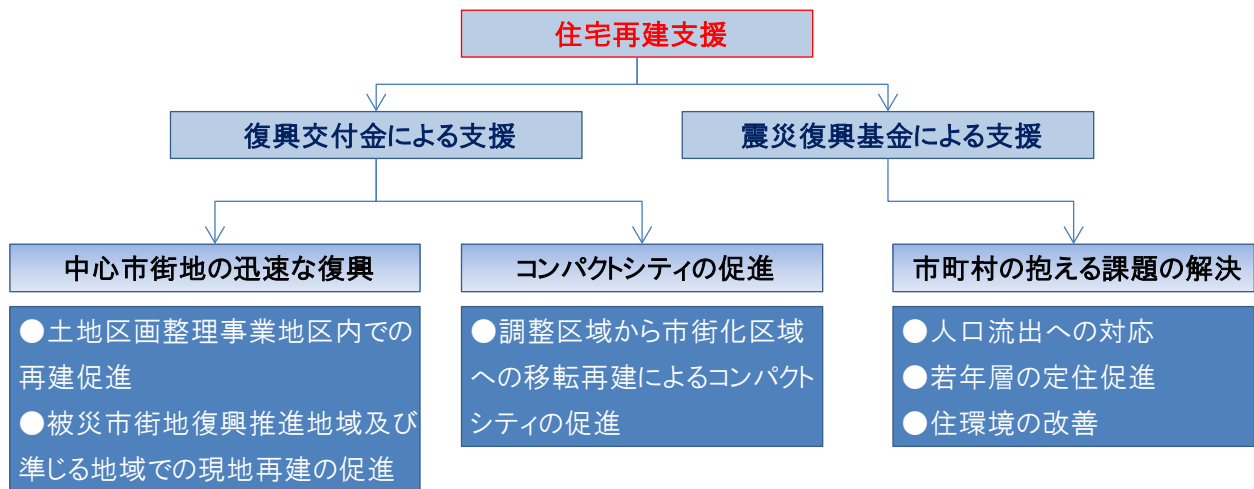 住宅再建支援
復興交付金による支援
震災復興基金による支援
中心市街地の迅速な復興
●土地区画整理事業地区内での
再建促進
●被災市街地復興推進地域及び
準じる地域での現地再建の促進
コンパクトシティの促進
●調整区域から市街化区域
への移転再建によるコンパクト
シティの促進
市町村の抱える課題の解決
●人口流出への対応
●若年層の定住促進
●住環境の改善